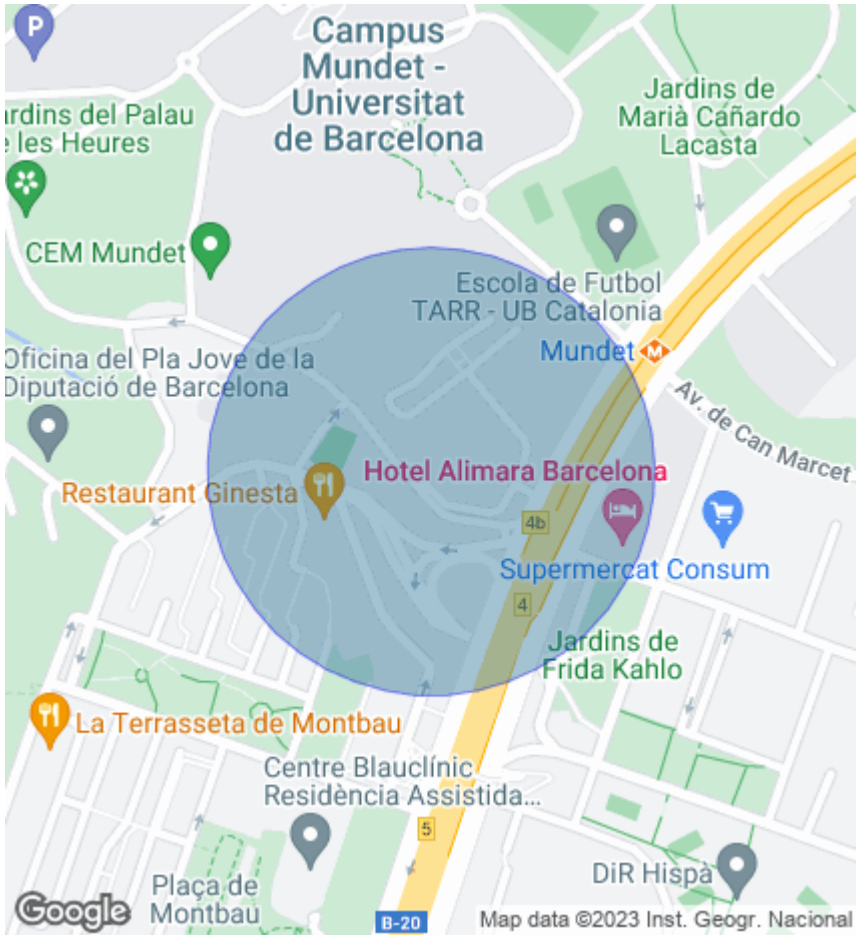 P
Campus
Mundet -
Universitat
de Barcelona
Jardins de
Marià Cañardo
Lacasta
ardins del Palau
e les Heures
CEM Mundet
Escola de Futbol
TARR - UB Catalonia
Mundet
M
Oficina del Pla Jove de la
Diputació de Barcelona
Av. de Can Marcet
Hotel Alimara Barcelona
Restaurant Ginesta
4b
Supermercat Consum
4
Jardins de
Frida Kahlo
La Terrasseta de Montbau
Centre Blauclínic
Residència Assistida...
5
DiR Hispà
Plaça de
Montbau
Google
B-20
Map data ©2023 Inst. Geogr. Nacional